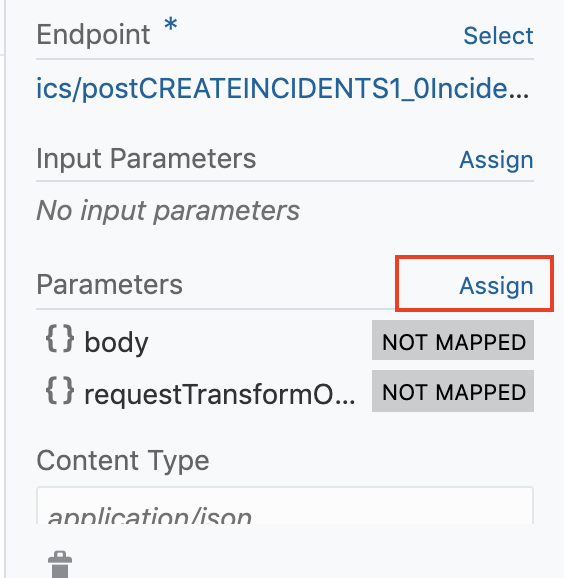 Endpoint * Select
ics/postCREATEINCIDENTS1_0Incide...
Input Parameters Assign
No input parameters
Parameters Assign
{} body NOT MAPPED
{} requestTransformO... NOT MAPPED
Content Type
application/json